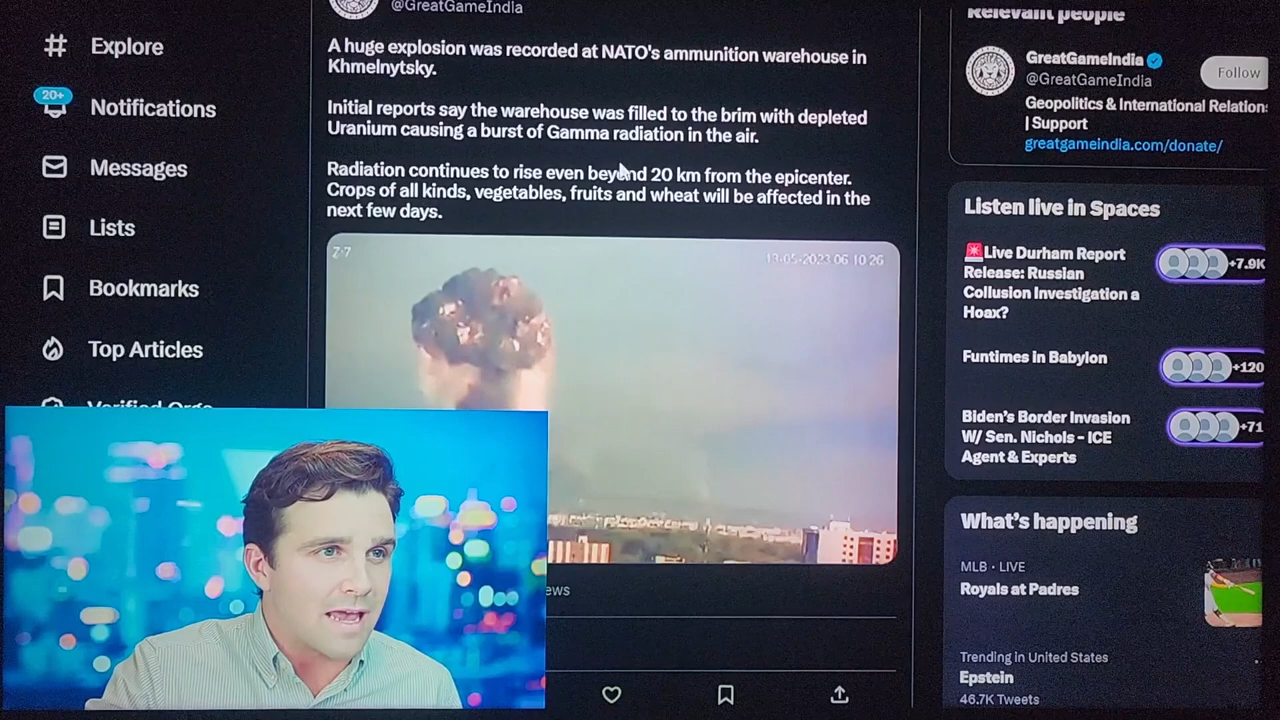 Explore
20+
Notifications
Messages
Lists
Bookmarks
Top Articles
@GreatGameIndia
A huge explosion was recorded at NATO's ammunition warehouse in
Khmelnytsky.
Initial reports say the warehouse was filled to the brim with depleted
Uranium causing a burst of Gamma radiation in the air.
Radiation continues to rise even beyond 20 km from the epicenter.
Crops of all kinds, vegetables, fruits and wheat will be affected in the
next few days.
13-05-2023 06 10 26
ews
Relevant people
GreatGameIndia
@GreatGameIndia
Follow
Geopolitics & International Relation
| Support
greatgameindia.com/donate/
Listen live in Spaces
🚨Live Durham Report
Release: Russian
Collusion Investigation a
Hoax?
+7.9K
Funtimes in Babylon
+120
Biden's Border Invasion
W/ Sen. Nichols - ICE
Agent & Experts
+71
What's happening
MLB · LIVE
Royals at Padres
Trending in United States
Epstein
46.7K Tweets